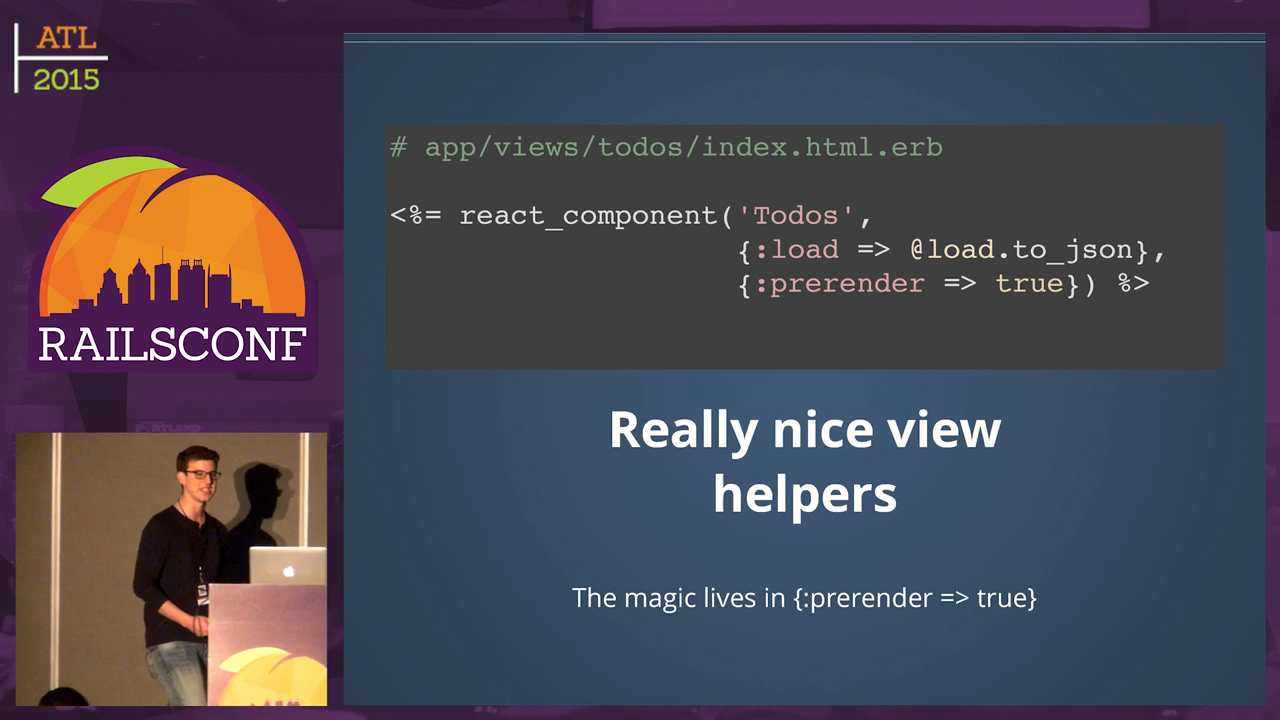 ATL
2015
RAILSCONF
# app/views/todos/index.html.erb
<%= react_component('Todos',
{:load => @load.to_json},
{:prerender => true}) %>
Really nice view
helpers
The magic lives in {:prerender => true}
PORTLAND